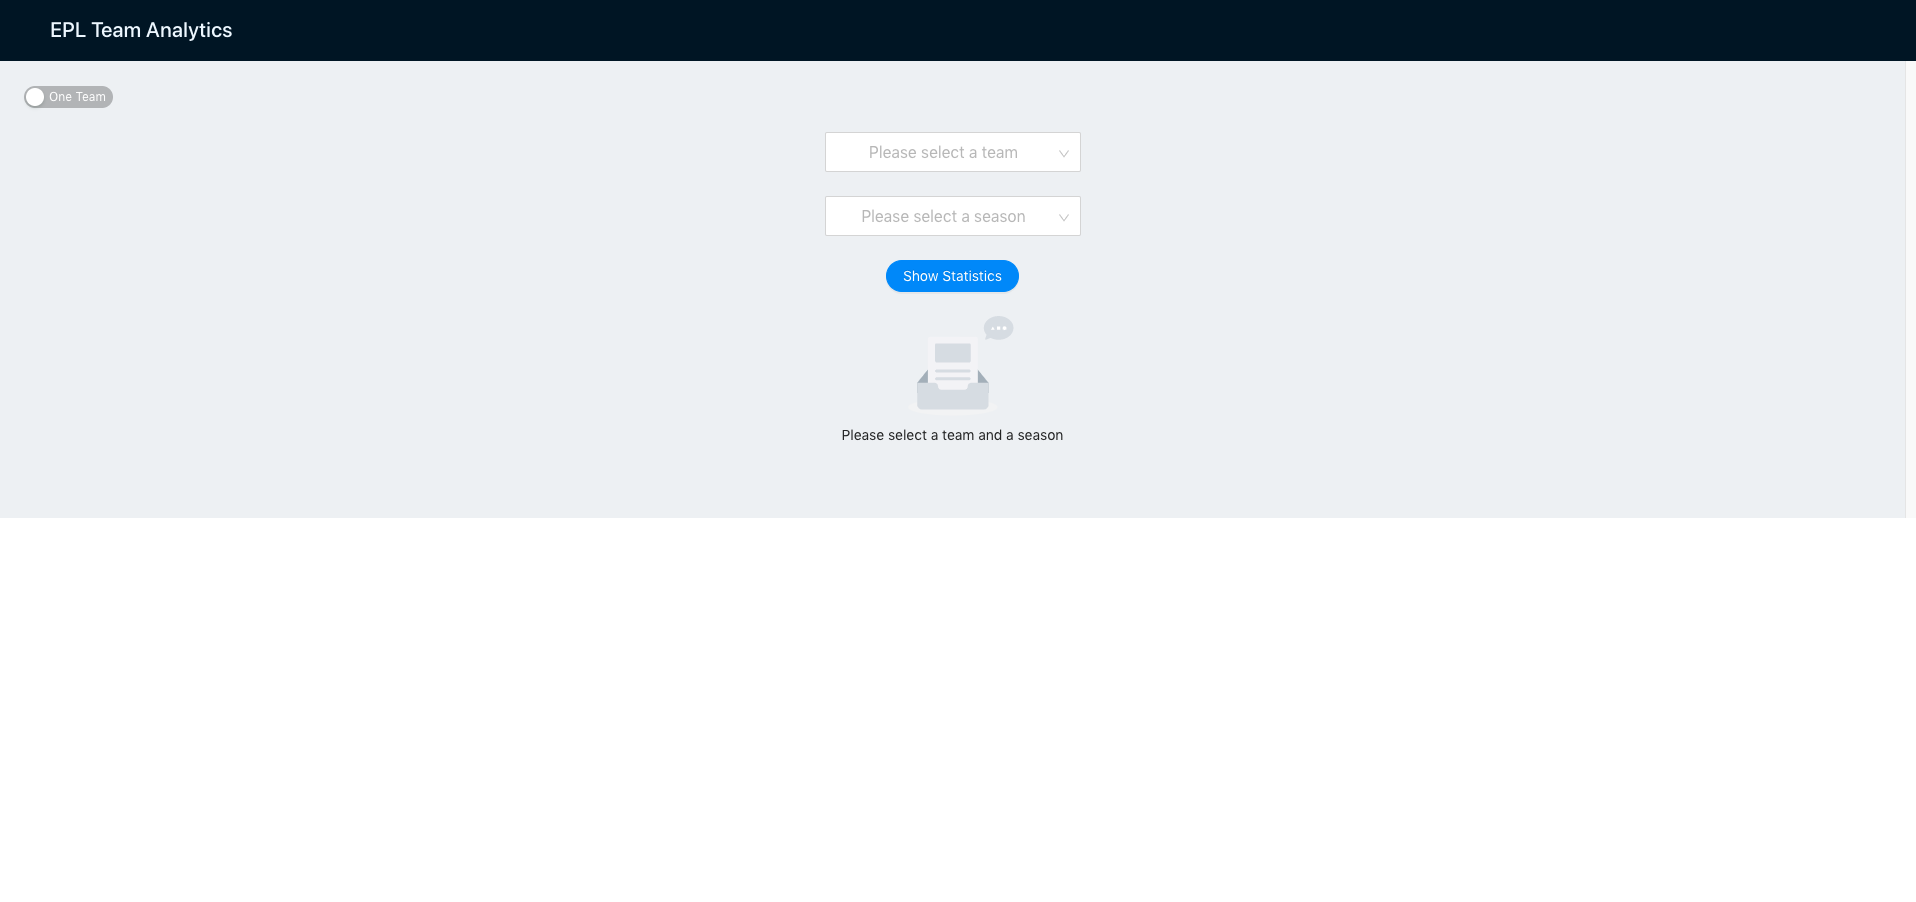 EPL Team Analytics
One Team
Please select a team
Please select a season
Show Statistics
Please select a team and a season